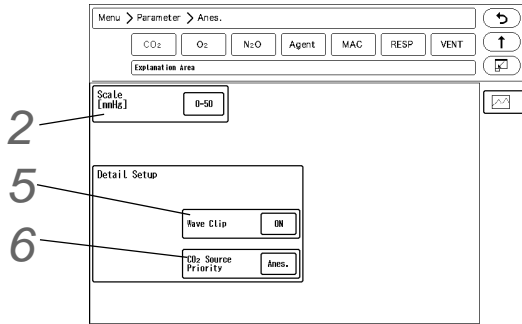 Menu > Parameter > Anes.
CO₂ O₂ N₂O Agent MAC RESP VENT
Explanation Area
Scale
[mmHg]
0-50
2
Detail Setup
5
Wave Clip ON
6
CO₂ Source
Priority
Anes.